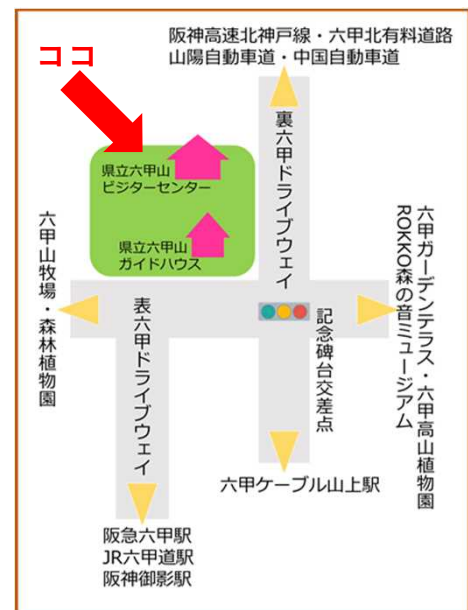 阪神高速北神戸線・六甲北有料道路
山陽自動車道・中国自動車道
ココ
裏六甲ドライブウェイ
県立六甲山
ビジターセンター
県立六甲山
ガイドハウス
六甲山牧場・森林植物園
表六甲ドライブウェイ
記念碑台交差点
六甲ガーデンテラス・六甲高山植物園
ROKKO森の音ミュージアム
六甲ケーブル山上駅
阪急六甲駅
JR六甲道駅
阪神御影駅